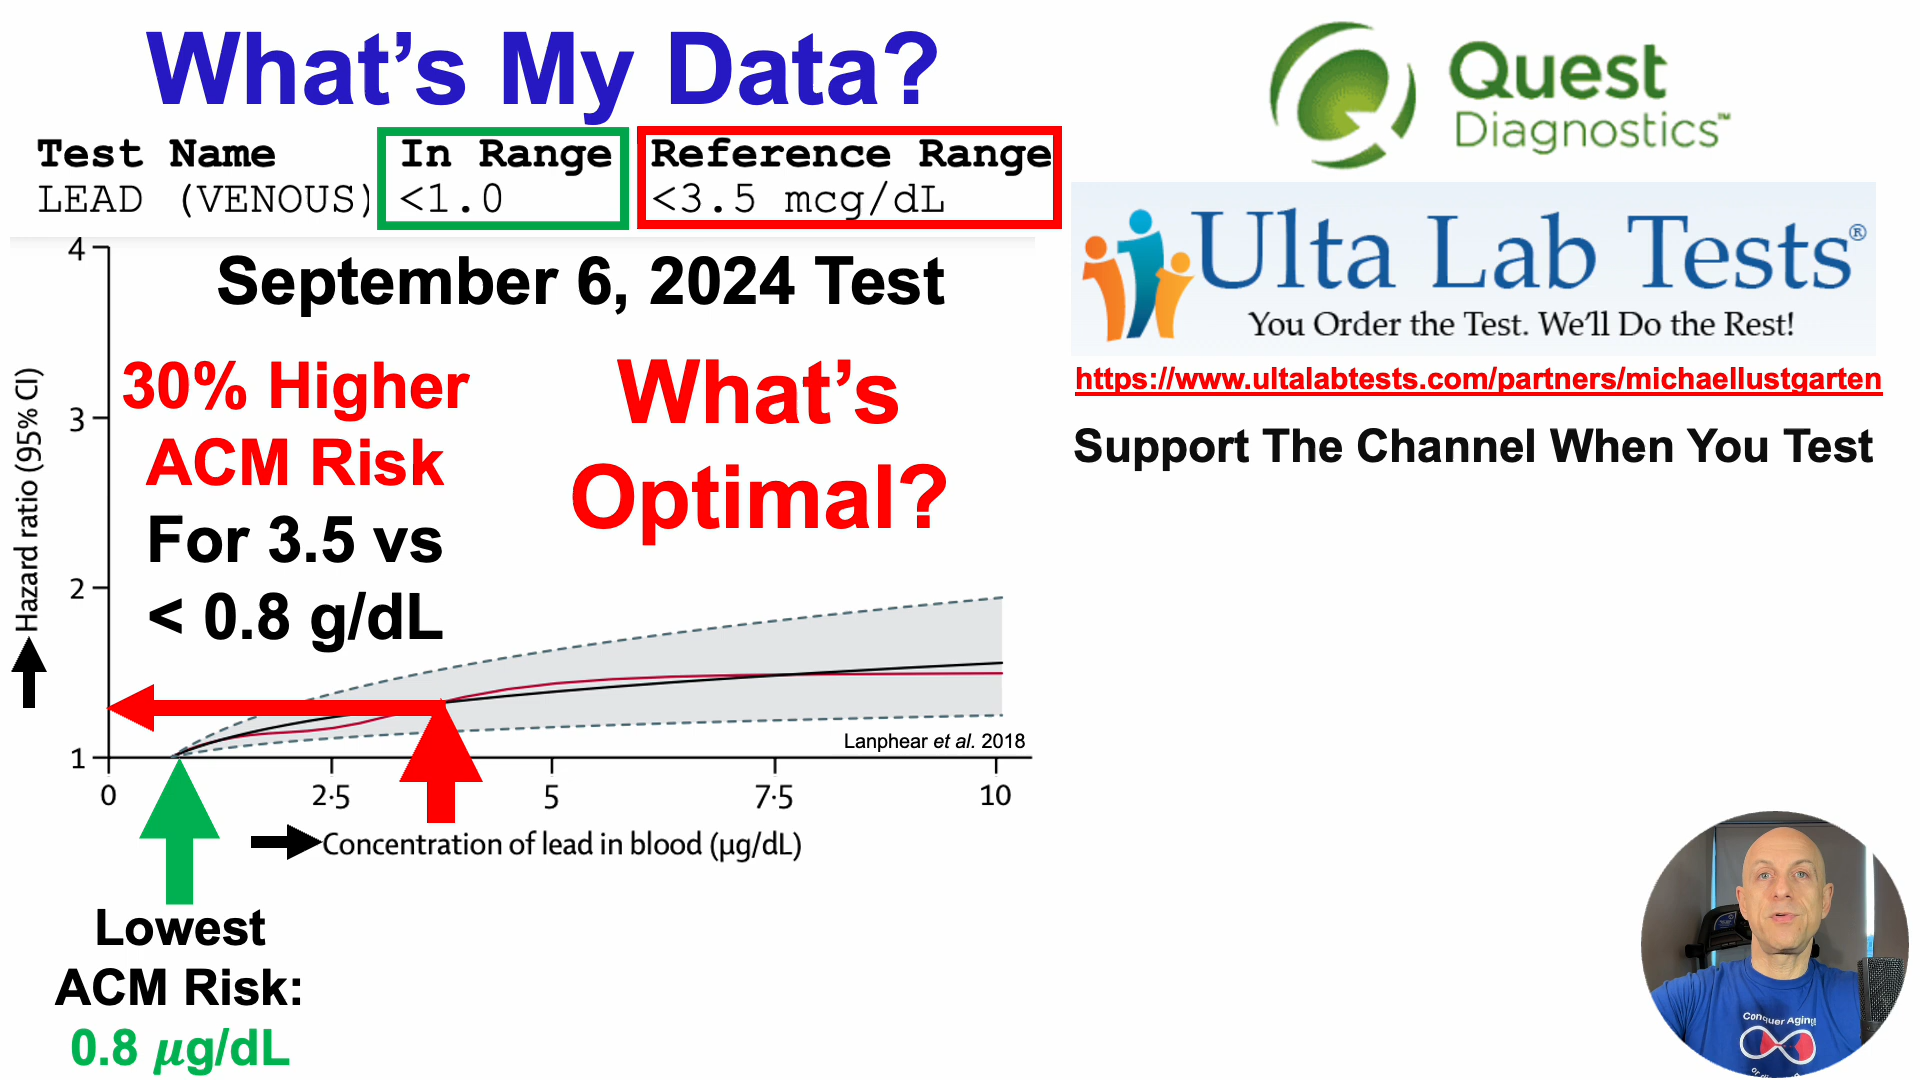 What’s My Data?
Test Name In Range Reference Range
LEAD (VENOUS) <1.0 <3.5 mcg/dL
September 6, 2024 Test
30% Higher
ACM Risk
For 3.5 vs
< 0.8 g/dL
What’s
Optimal?
4
3
2
1
Hazard ratio (95% CI)
Lanphear et al. 2018
0 2·5 5 7·5 10
Concentration of lead in blood (µg/dL)
Lowest
ACM Risk:
0.8 µg/dL
Quest
Diagnostics™
Ulta Lab Tests®
You Order the Test. We’ll Do the Rest!
https://www.ultalabtests.com/partners/michaellustgarten
Support The Channel When You Test
Conquer Aging